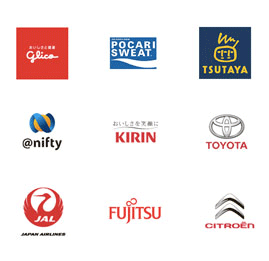 おいしさと健康
Glico
POCARI
SWEAT
TSUTAYA
@nifty
おいしさを笑顔に
KIRIN
TOYOTA
JAL
JAPAN AIRLINES
FUJITSU
CITROËN